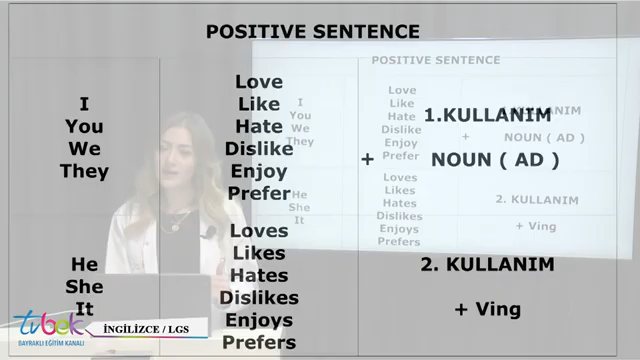 POSITIVE SENTENCE
I
You
We
They
Love
Like
Hate
Dislike
Enjoy
Prefer
+
1.KULLANIM
NOUN ( AD )
He
She
It
Loves
Likes
Hates
Dislikes
Enjoys
Prefers
2. KULLANIM
+ Ving
POSITIVE SENTENCE
I
You
We
They
Love
Like
Hate
Dislike
Enjoy
Prefer
+
1. KULLANIM
NOUN ( AD )
He
She
It
Loves
Likes
Hates
Dislikes
Enjoys
Prefers
2. KULLANIM
+ Ving
tvbek
BAYRAKLI EĞİTİM KANALI
İNGİLİZCE / LGS